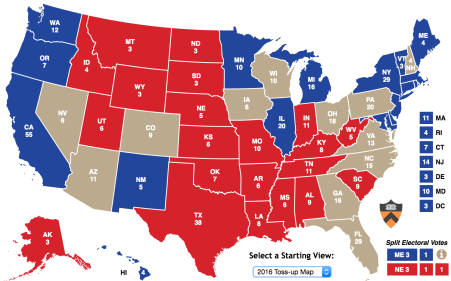 WA
12
OR
7
CA
55
NV
6
ID
4
MT
3
WY
3
UT
6
CO
9
AZ
11
NM
5
ND
3
SD
3
NE
5
KS
6
OK
7
TX
38
MN
10
IA
6
MO
10
AR
6
LA
8
WI
10
IL
20
MI
16
IN
11
OH
18
KY
8
TN
11
MS
6
AL
9
GA
16
FL
29
SC
9
NC
15
VA
13
WV
5
PA
20
NY
29
VT
3
4
NH
ME
4
AK
3
HI
4
11 MA
4 RI
7 CT
14 NJ
3 DE
10 MD
3 DC
Select a Starting View:
2016 Toss-up Map
Split Electoral Votes
ME 3 1 i
NE 3 1 1